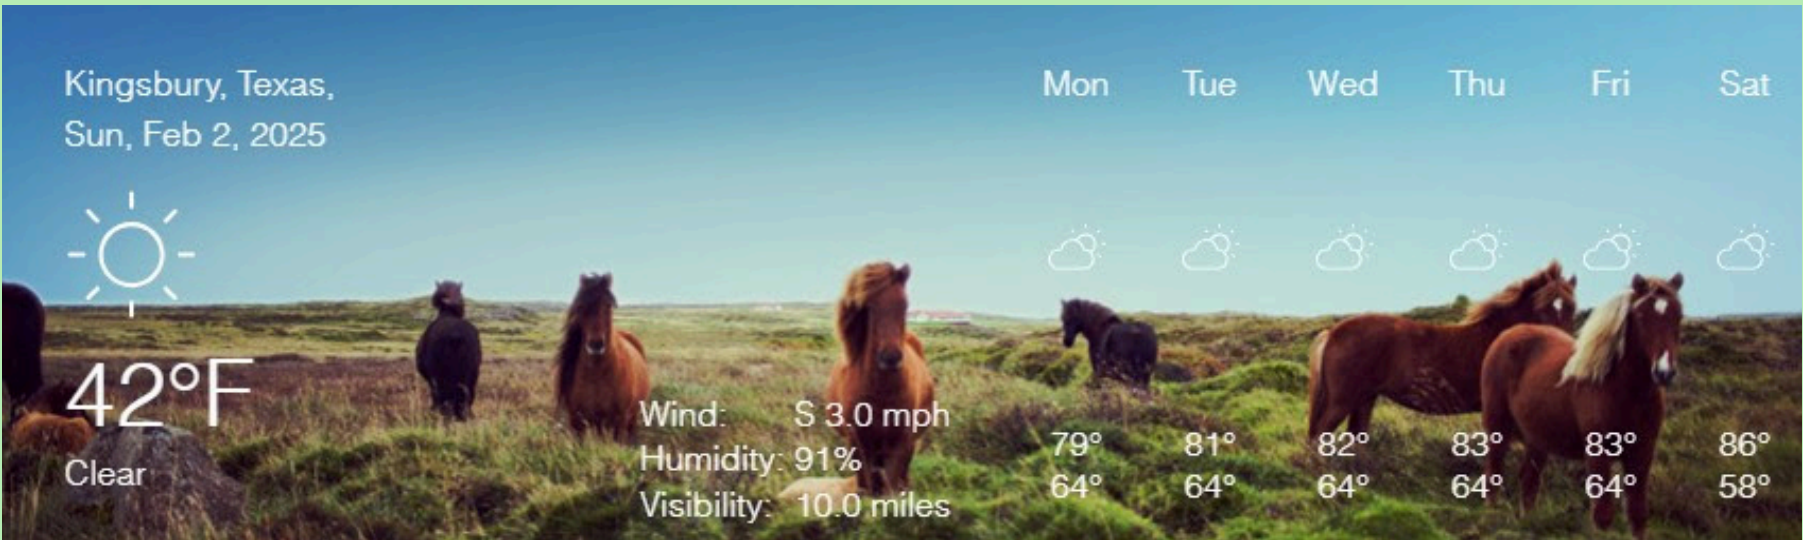 Kingsbury, Texas,
Sun, Feb 2, 2025
42°F
Clear
Wind: S 3.0 mph
Humidity: 91%
Visibility: 10.0 miles
Mon Tue Wed Thu Fri Sat
79° 81° 82° 83° 83° 86°
64° 64° 64° 64° 64° 58°